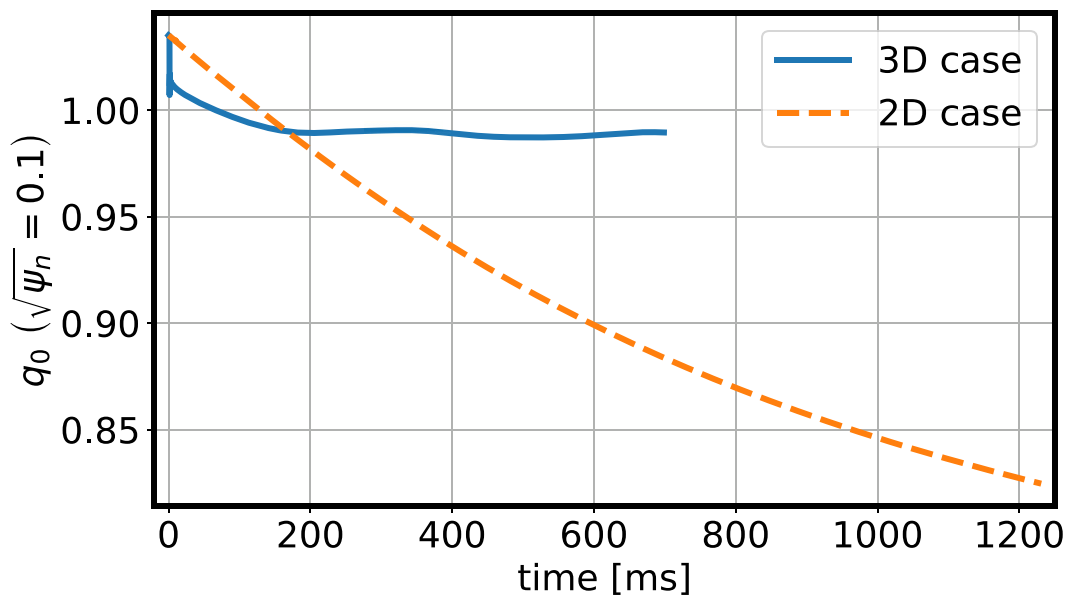 3D case
2D case
1.00
0.95
0.90
0.85
q₀ (√ψₙ = 0.1)
0 200 400 600 800 1000 1200
time [ms]